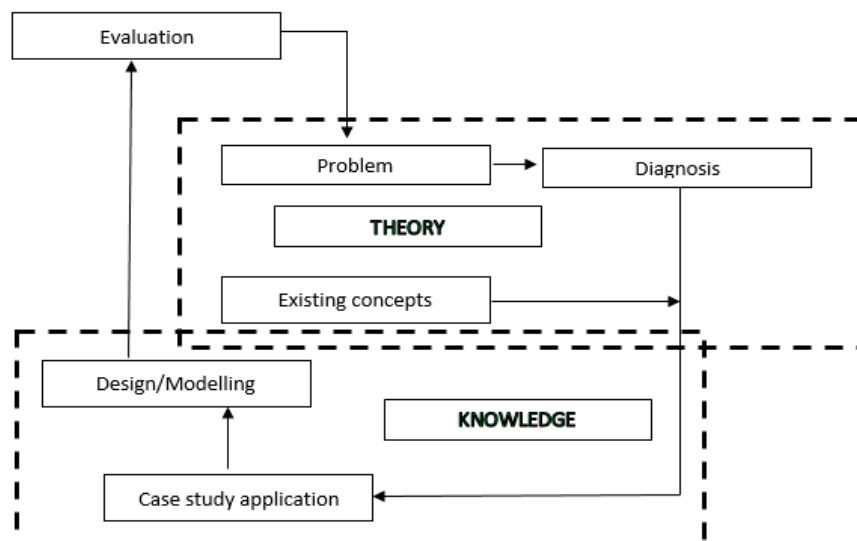 Evaluation
Problem
Diagnosis
THEORY
Existing concepts
Design/Modelling
KNOWLEDGE
Case study application